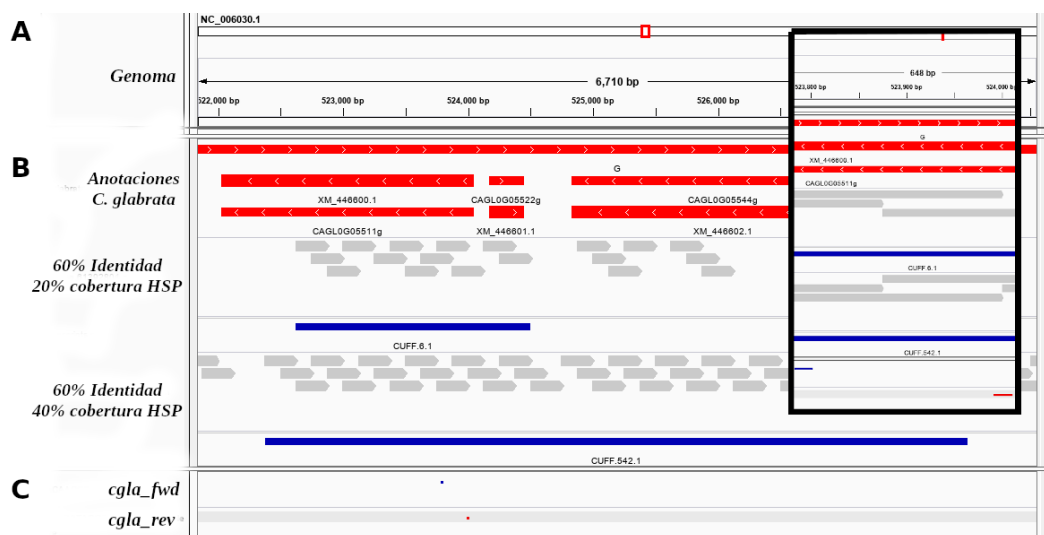 A
NC_006030.1
Genoma
6,710 bp
522,000 bp
523,000 bp
524,000 bp
525,000 bp
526,000 bp
648 bp
523,800 bp
523,900 bp
524,000 bp
G
XM_446600.1
CAGL0G05511g
CUFF.6.1
CUFF.542.1
B
Anotaciones
C. glabrata
G
XM_446600.1
CAGL0G05522g
CAGL0G05544g
CAGL0G05511g
XM_446601.1
XM_446602.1
60% Identidad
20% cobertura HSP
CUFF.6.1
60% Identidad
40% cobertura HSP
CUFF.542.1
C
cgla_fwd
cgla_rev